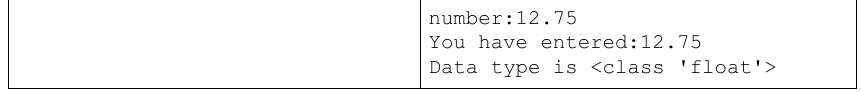 number:12.75
You have entered:12.75
Data type is <class 'float'>